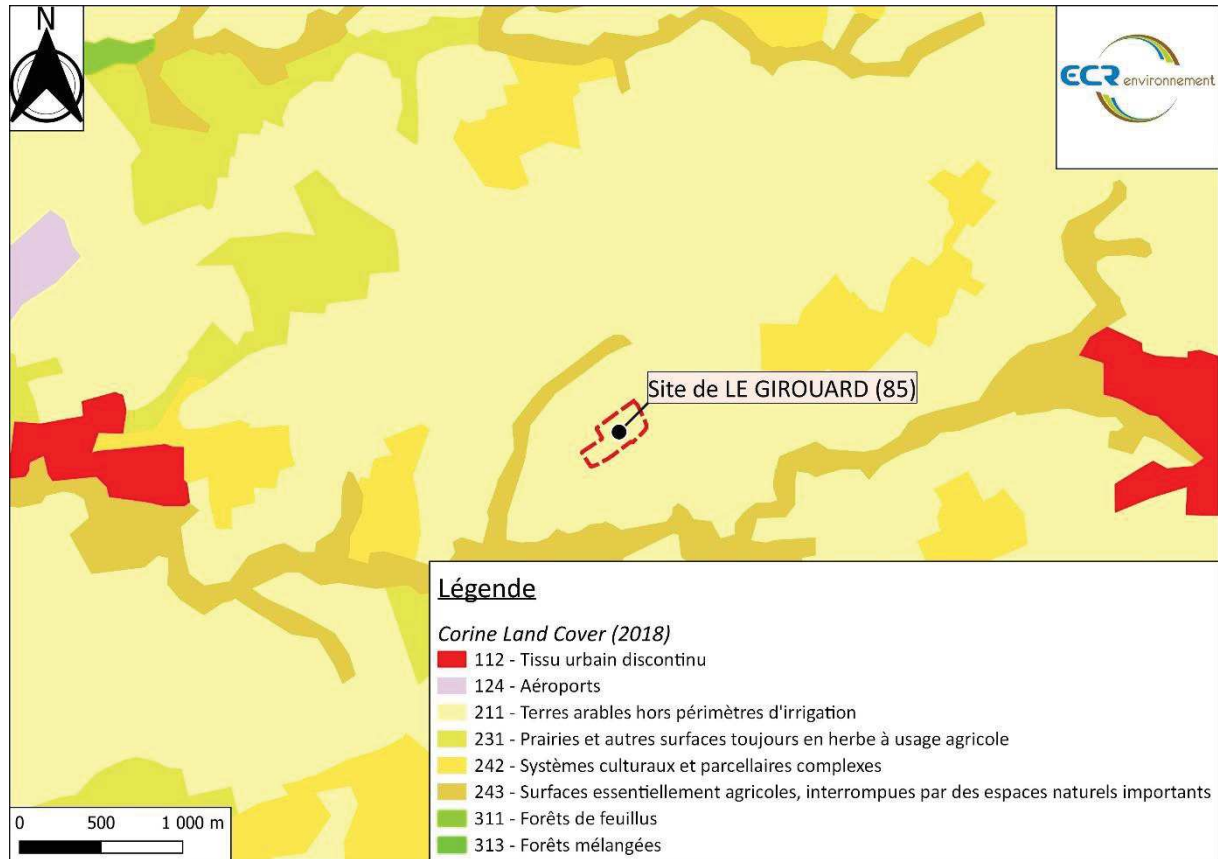 N
ECR environnement
Site de LE GIROUARD (85)
Légende
Corine Land Cover (2018)
112 - Tissu urbain discontinu
124 - Aéroports
211 - Terres arables hors périmètres d'irrigation
231 - Prairies et autres surfaces toujours en herbe à usage agricole
242 - Systèmes culturaux et parcellaires complexes
243 - Surfaces essentiellement agricoles, interrompues par des espaces naturels importants
311 - Forêts de feuillus
313 - Forêts mélangées
0 500 1 000 m